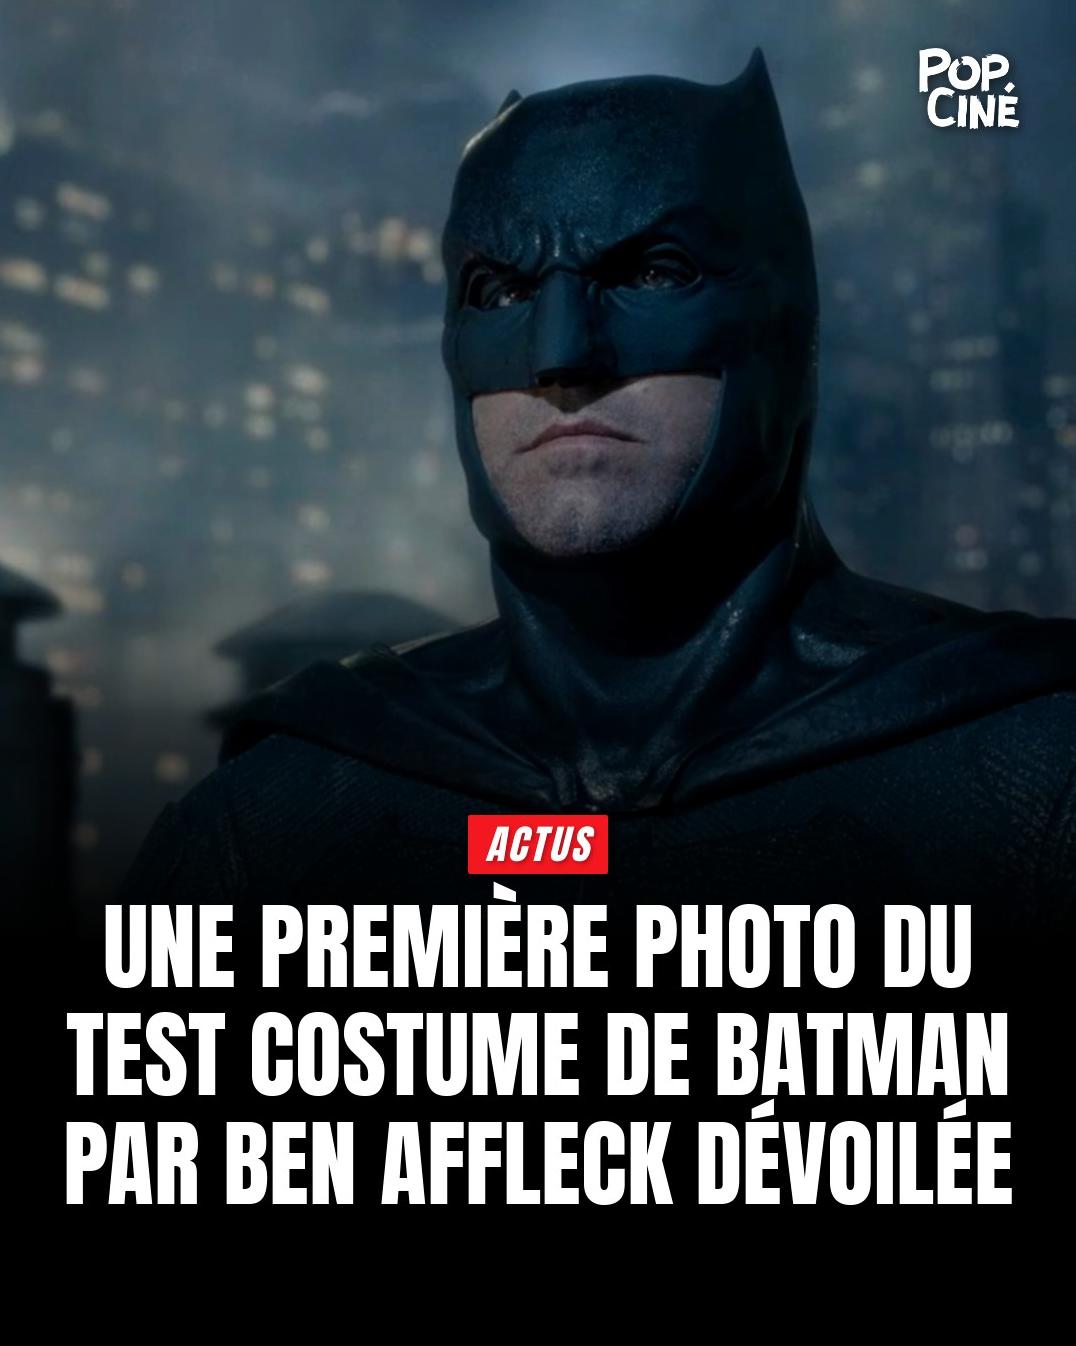 POP.
CINÉ
ACTUS
UNE PREMIÈRE PHOTO DU
TEST COSTUME DE BATMAN
PAR BEN AFFLECK DÉVOILÉE